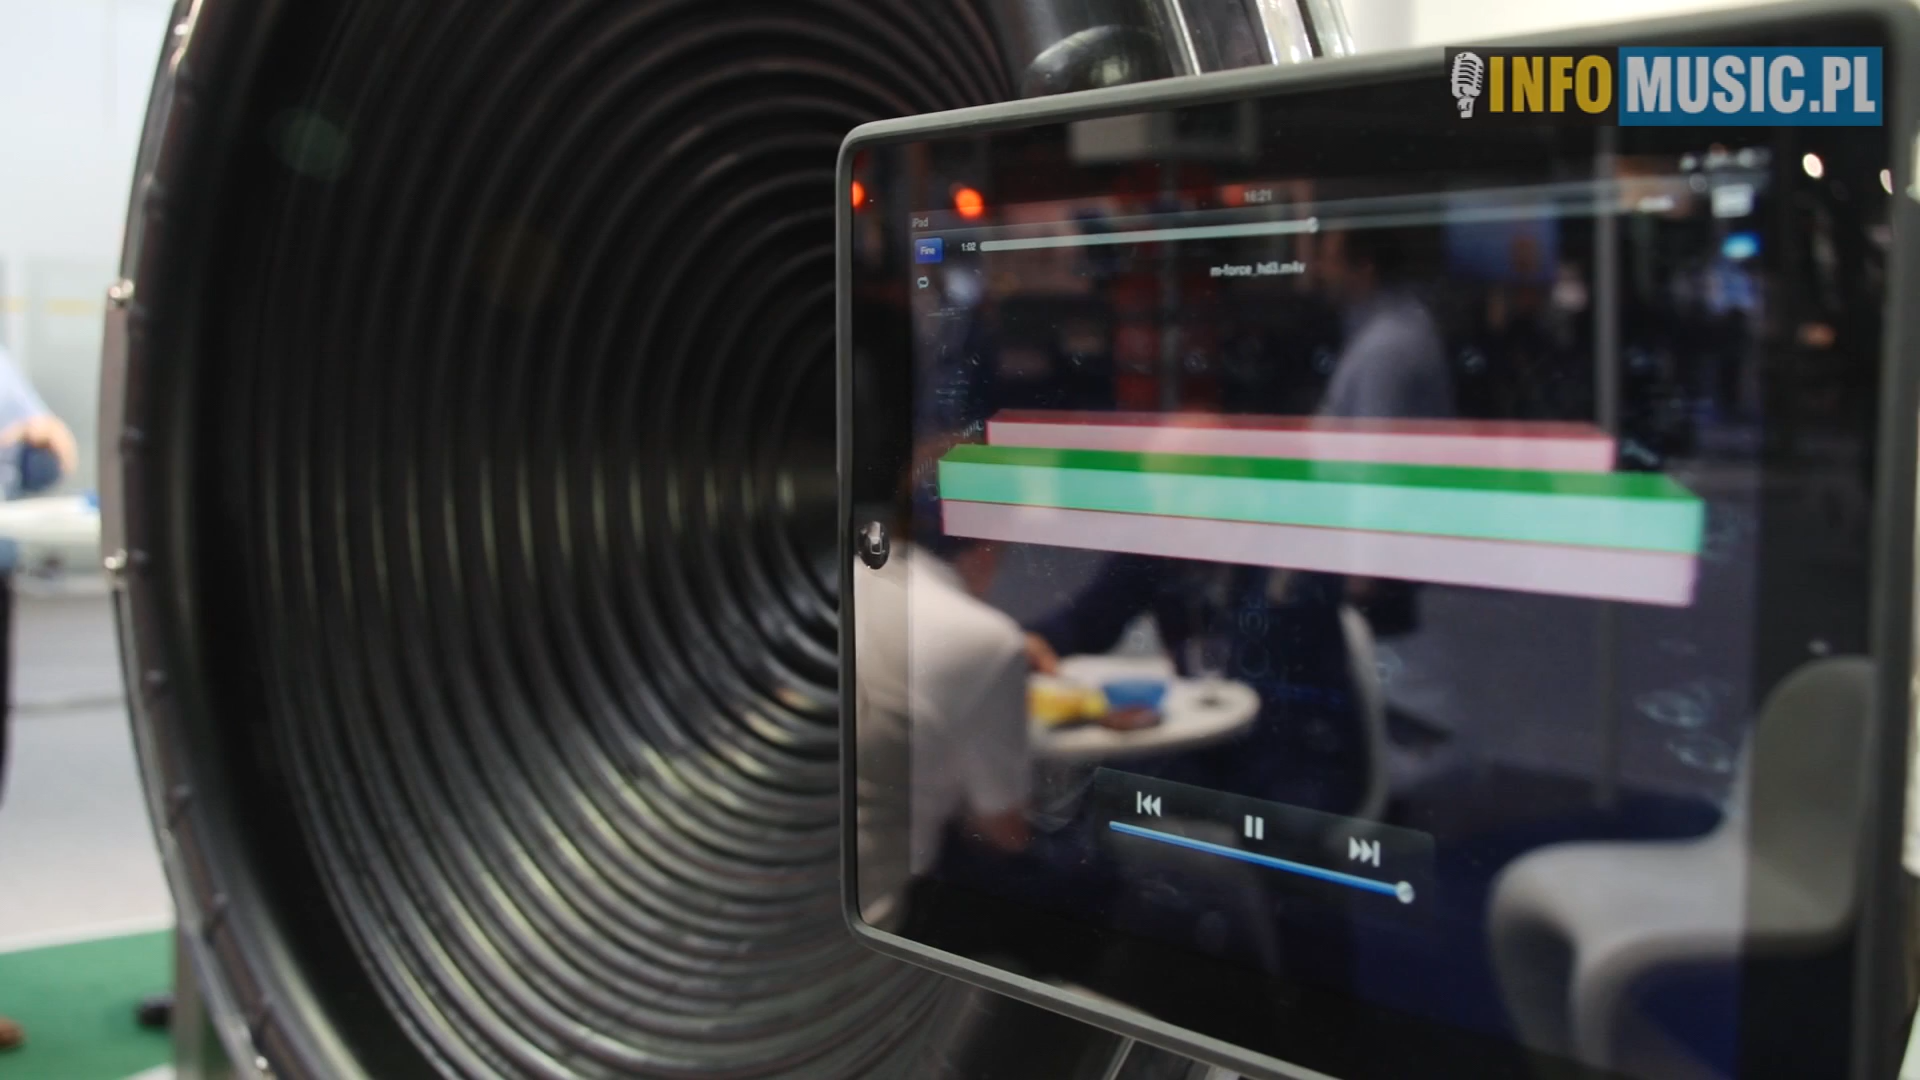 INFOMUSIC.PL
16:21
iPad
Fine
1:02
m-force_hd3.m4v